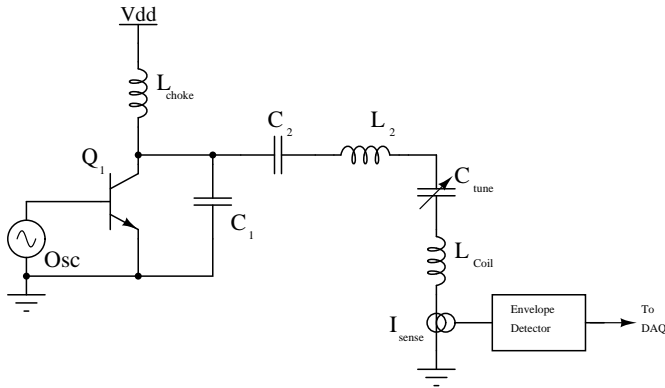 Vdd
L choke
C 2
L 2
Q 1
C tune
C 1
L Coil
Osc
I sense
Envelope
Detector
To
DAQ